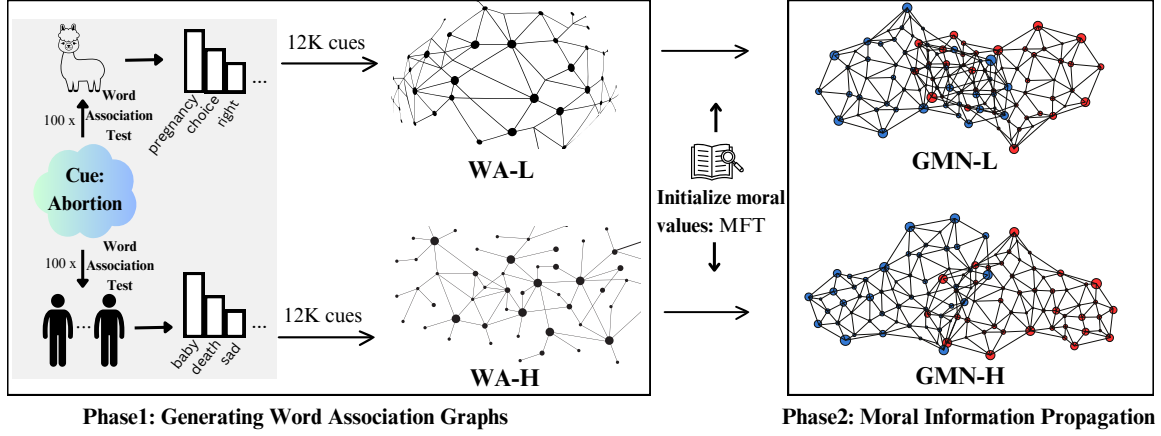 100 x
Word
Association
Test
pregnancy
choice
right
...
12K cues
WA-L
Cue:
Abortion
100 x
Word
Association
Test
...
baby
death
sad
...
12K cues
WA-H
Phase1: Generating Word Association Graphs
Initialize moral
values: MFT
GMN-L
GMN-H
Phase2: Moral Information Propagation